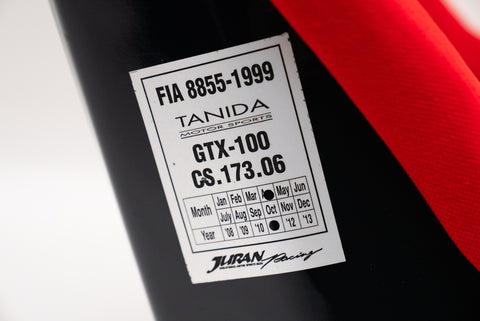 FIA 8855-1999
TANIDA
MOTOR SPORTS
GTX-100
CS.173.06
Month
Jan Feb Mar May Jun
July Aug Sep Oct Nov Dec
Year '08 '09 '10 '12 '13
JURAN Racing